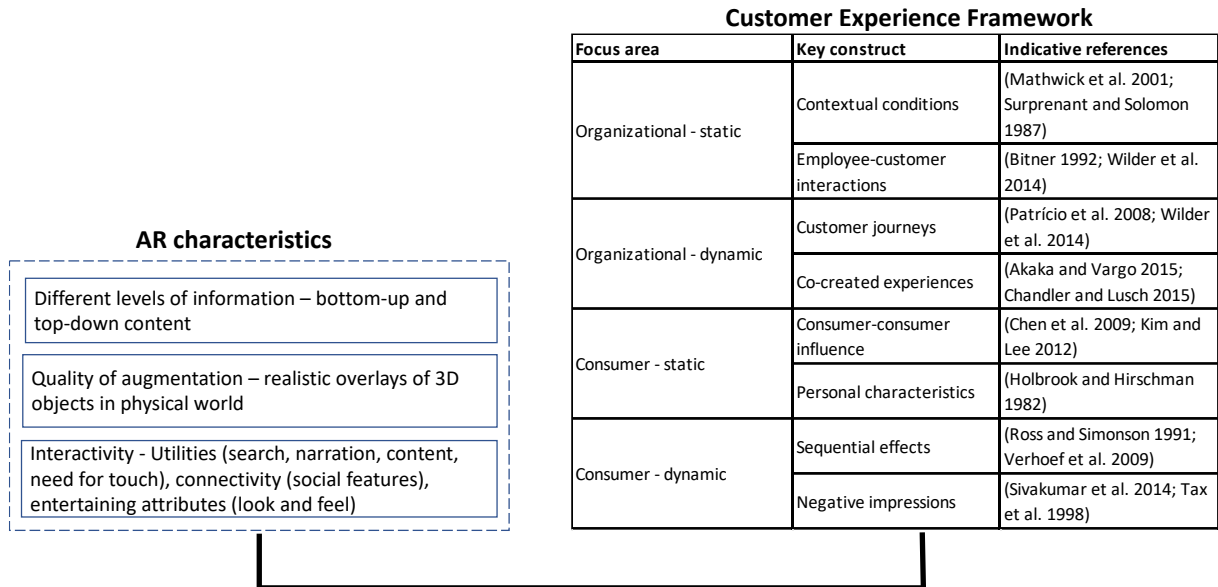 Customer Experience Framework
Focus area Key construct Indicative references
Organizational - static
Contextual conditions
(Mathwick et al. 2001;
Surprenant and Solomon
1987)
Employee-customer
interactions
(Bitner 1992; Wilder et al.
2014)
Organizational - dynamic
Customer journeys
(Patrício et al. 2008; Wilder
et al. 2014)
Co-created experiences
(Akaka and Vargo 2015;
Chandler and Lusch 2015)
Consumer - static
Consumer-consumer
influence
(Chen et al. 2009; Kim and
Lee 2012)
Personal characteristics
(Holbrook and Hirschman
1982)
Consumer - dynamic
Sequential effects
(Ross and Simonson 1991;
Verhoef et al. 2009)
Negative impressions
(Sivakumar et al. 2014; Tax
et al. 1998)
AR characteristics
Different levels of information – bottom-up and
top-down content
Quality of augmentation – realistic overlays of 3D
objects in physical world
Interactivity - Utilities (search, narration, content,
need for touch), connectivity (social features),
entertaining attributes (look and feel)